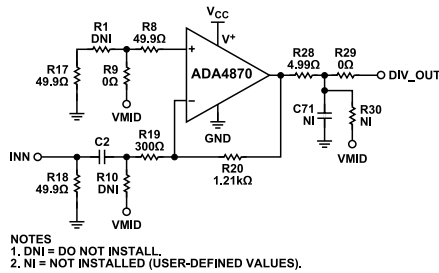 VCC
V+
R1
DNI
R8
49.9Ω
R17
49.9Ω
R9
0Ω
VMID
+
ADA4870
−
GND
R28
4.99Ω
R29
0Ω
DIV_OUT
C71
NI
R30
NI
VMID
INN
C2
R19
300Ω
R20
1.21kΩ
R18
49.9Ω
R10
DNI
VMID
NOTES
1. DNI = DO NOT INSTALL.
2. NI = NOT INSTALLED (USER-DEFINED VALUES).